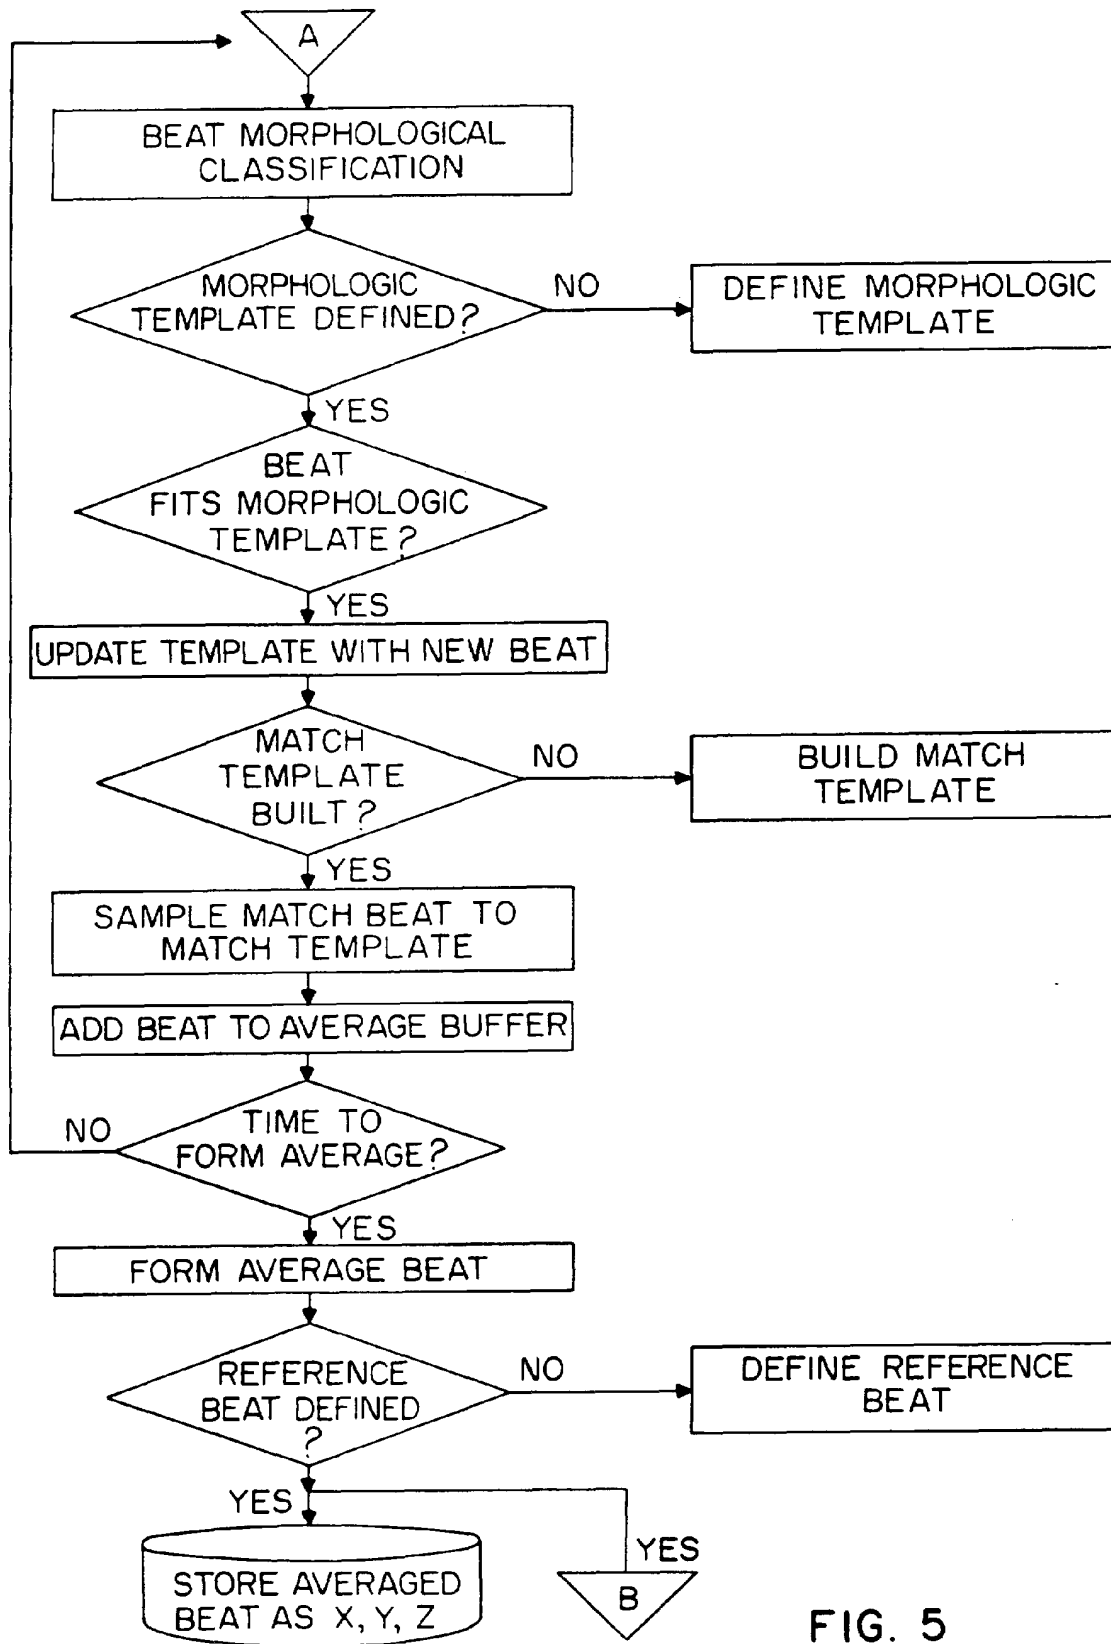 A
BEAT MORPHOLOGICAL
CLASSIFICATION
MORPHOLOGIC
TEMPLATE DEFINED?
NO
DEFINE MORPHOLOGIC
TEMPLATE
YES
BEAT
FITS MORPHOLOGIC
TEMPLATE?
YES
UPDATE TEMPLATE WITH NEW BEAT
MATCH
TEMPLATE
BUILT?
NO
BUILD MATCH
TEMPLATE
YES
SAMPLE MATCH BEAT TO
MATCH TEMPLATE
ADD BEAT TO AVERAGE BUFFER
TIME TO
FORM AVERAGE?
NO
YES
FORM AVERAGE BEAT
REFERENCE
BEAT DEFINED
?
NO
DEFINE REFERENCE
BEAT
YES
STORE AVERAGED
BEAT AS X, Y, Z
YES
B
FIG. 5